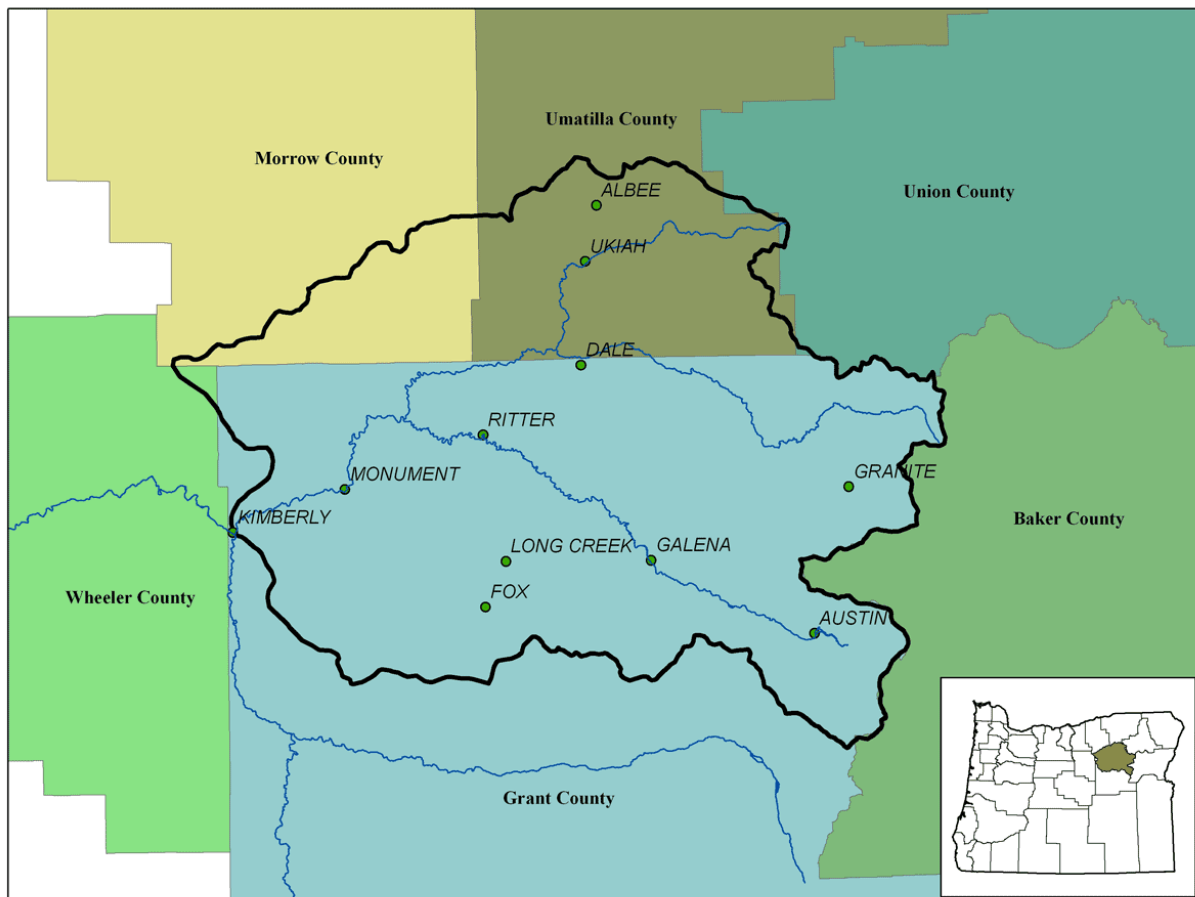 Umatilla County
Morrow County
ALBEE
Union County
UKIAH
DALE
RITTER
MONUMENT
GRANITE
KIMBERLY
Baker County
LONG CREEK
GALENA
FOX
Wheeler County
AUSTIN
Grant County